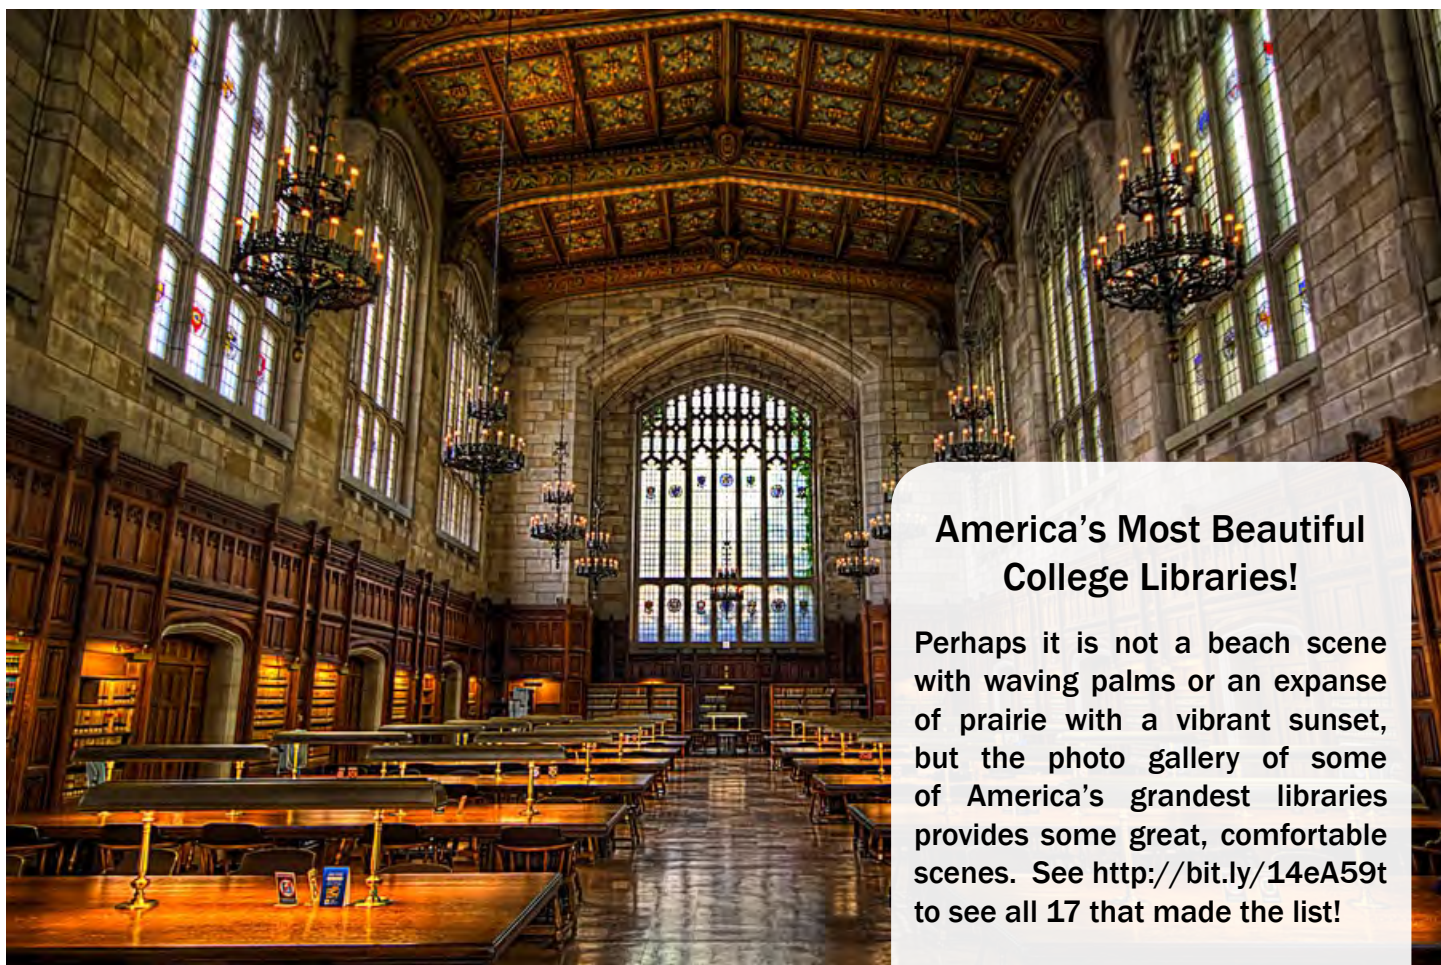 America’s Most Beautiful
College Libraries!
Perhaps it is not a beach scene
with waving palms or an expanse
of prairie with a vibrant sunset,
but the photo gallery of some
of America’s grandest libraries
provides some great, comfortable
scenes. See http://bit.ly/14eA59t
to see all 17 that made the list!